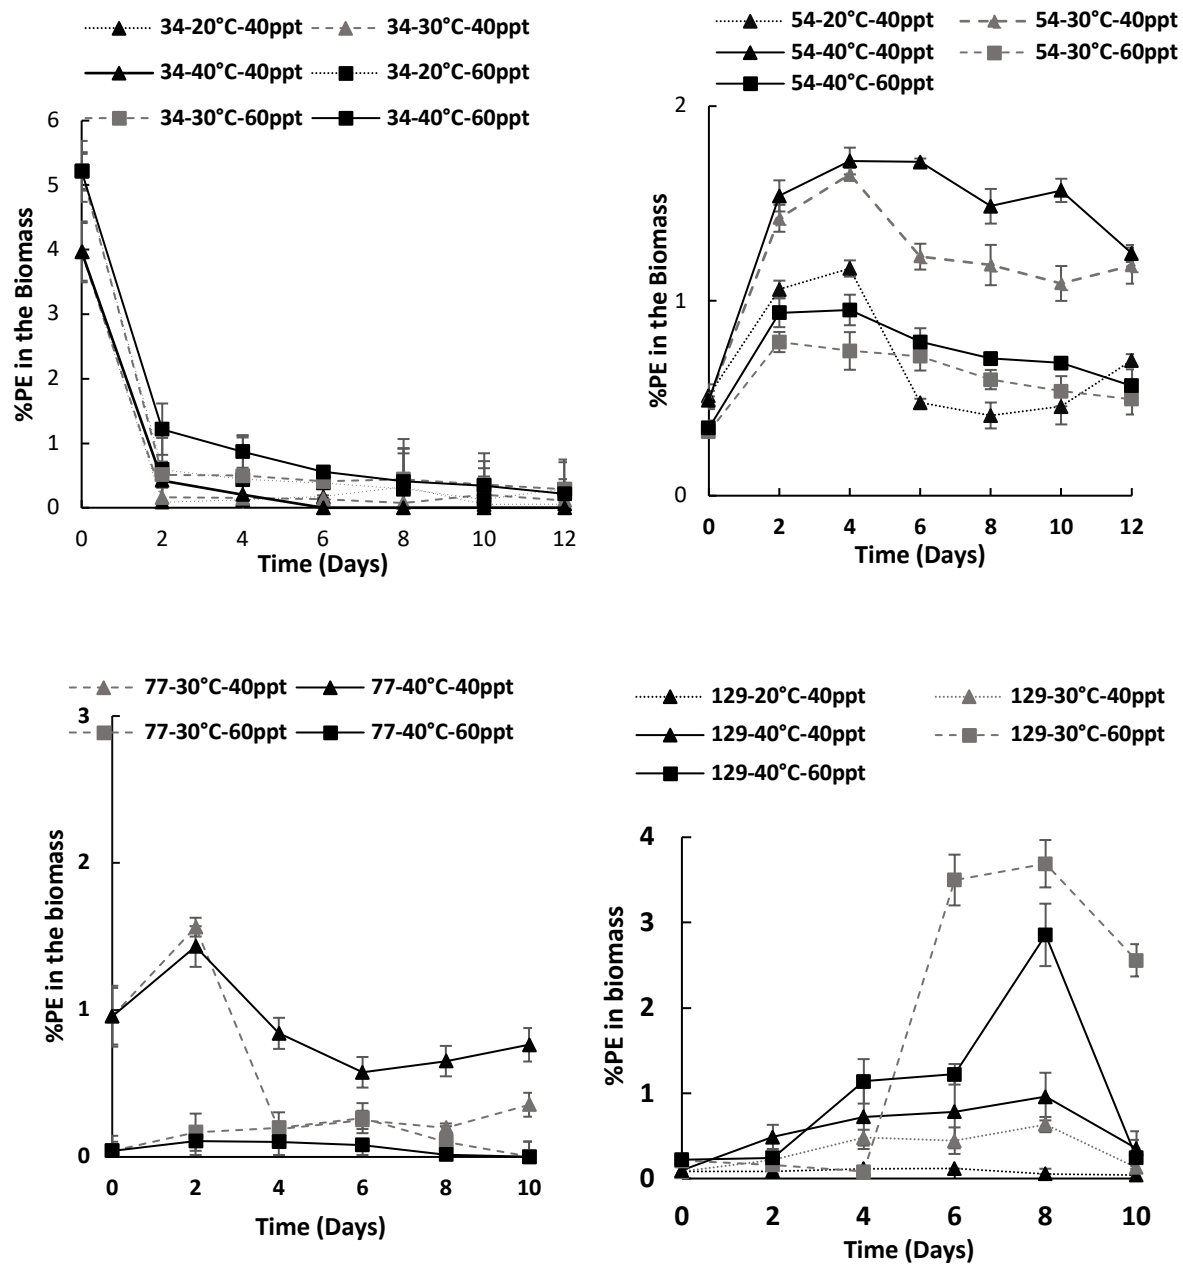 34-20°C-40ppt 34-30°C-40ppt
34-40°C-40ppt 34-20°C-60ppt
34-30°C-60ppt 34-40°C-60ppt
6
5
4
3
2
1
0
%PE in the Biomass
0 2 4 6 8 10 12
Time (Days)
54-20°C-40ppt 54-30°C-40ppt
54-40°C-40ppt 54-30°C-60ppt
54-40°C-60ppt
2
1
0
%PE in the Biomass
0 2 4 6 8 10 12
Time (Days)
77-30°C-40ppt 77-40°C-40ppt
77-30°C-60ppt 77-40°C-60ppt
3
2
1
0
%PE in the biomass
0 2 4 6 8 10
Time (Days)
129-20°C-40ppt 129-30°C-40ppt
129-40°C-40ppt 129-30°C-60ppt
129-40°C-60ppt
4
3
2
1
0
%PE in biomass
0 2 4 6 8 10
Time (Days)